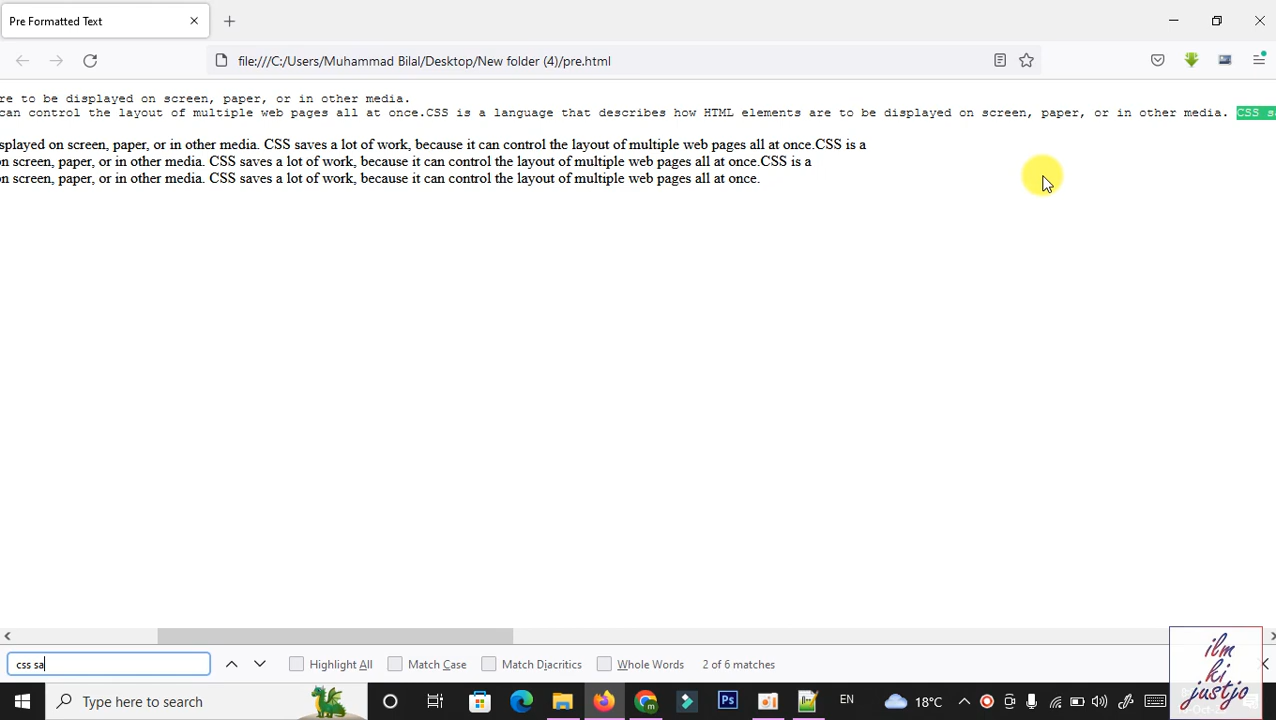 Pre Formatted Text
file:///C:/Users/Muhammad Bilal/Desktop/New folder (4)/pre.html
re to be displayed on screen, paper, or in other media.
can control the layout of multiple web pages all at once.CSS is a language that describes how HTML elements are to be displayed on screen, paper, or in other media. CSS sa
splayed on screen, paper, or in other media. CSS saves a lot of work, because it can control the layout of multiple web pages all at once.CSS is a
n screen, paper, or in other media. CSS saves a lot of work, because it can control the layout of multiple web pages all at once.CSS is a
n screen, paper, or in other media. CSS saves a lot of work, because it can control the layout of multiple web pages all at once.
css sa
Highlight All
Match Case
Match Diacritics
Whole Words
2 of 6 matches
ilm
ki
justjo
Type here to search
Ps
EN
18°C